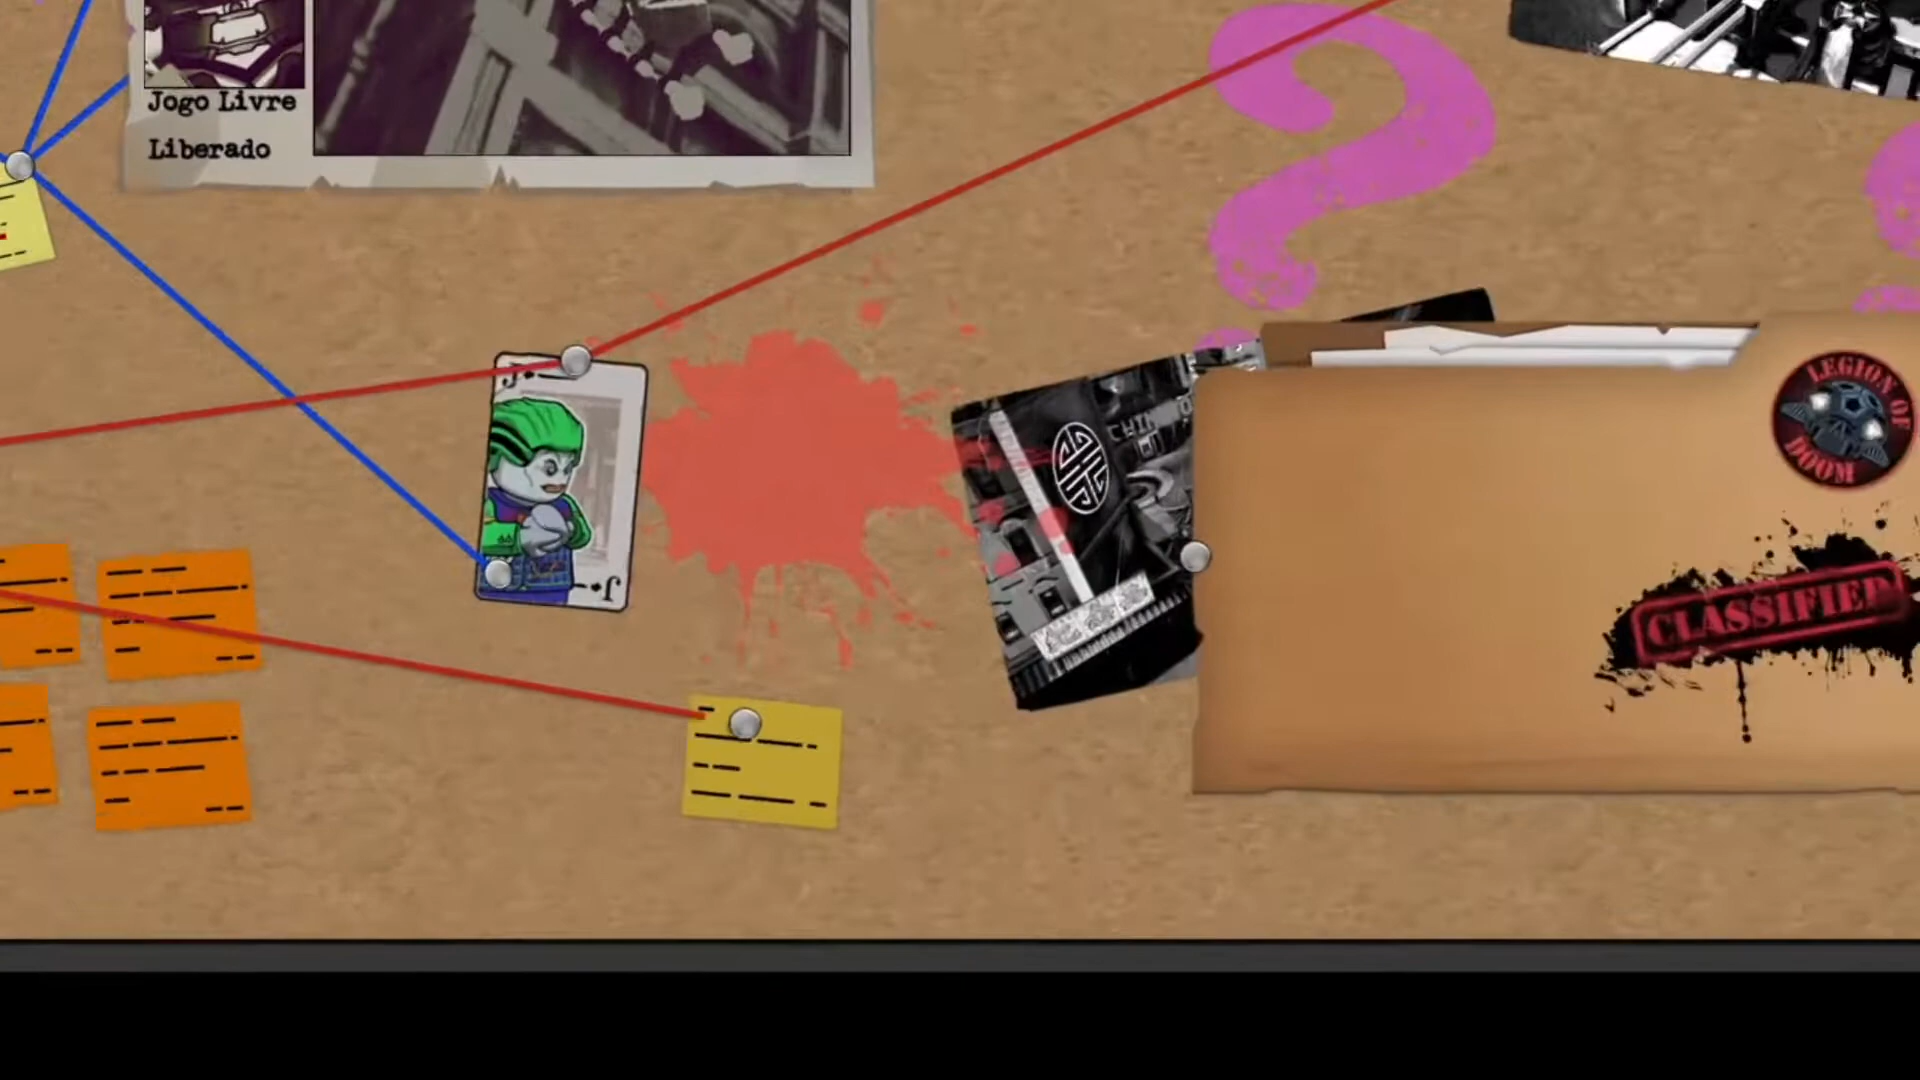 Jogo Livre
Liberado
J
LEGION OF
DOOM
J
CLASSIFIED